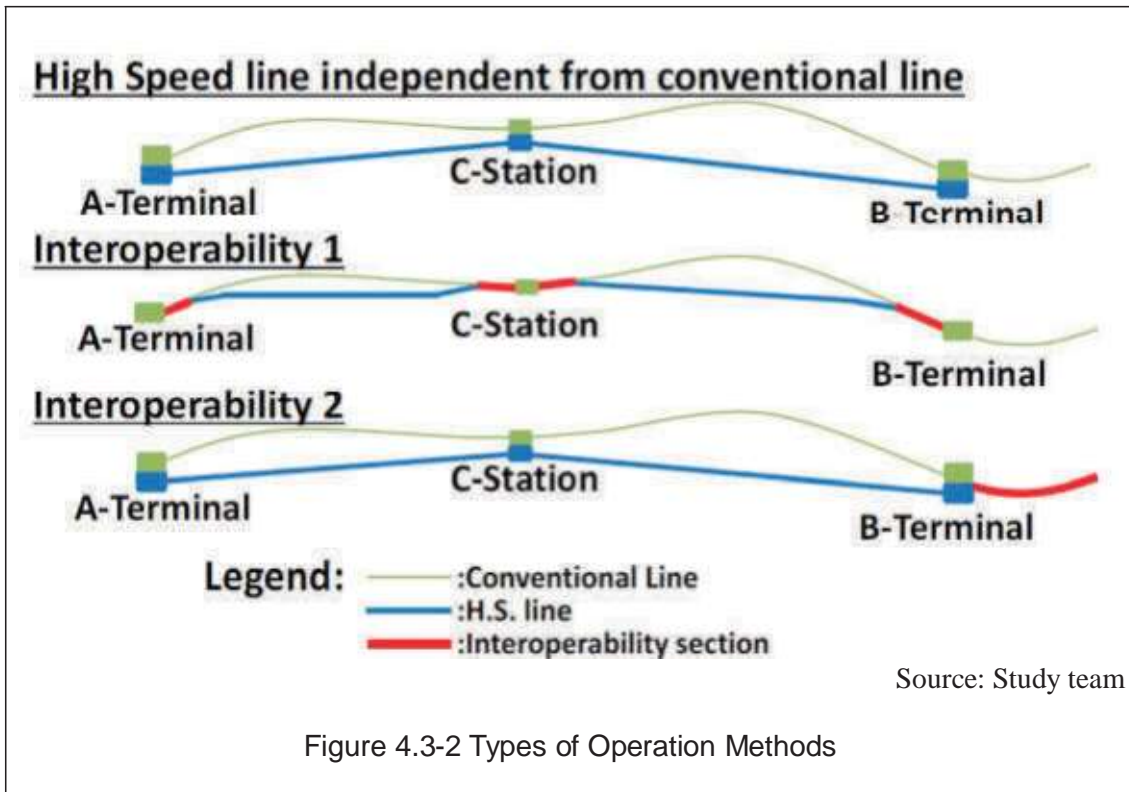 High Speed line independent from conventional line
A-Terminal
C-Station
B-Terminal
Interoperability 1
A-Terminal
C-Station
B-Terminal
Interoperability 2
A-Terminal
C-Station
B-Terminal
Legend:
:Conventional Line
:H.S. line
:Interoperability section
Source: Study team
Figure 4.3-2 Types of Operation Methods